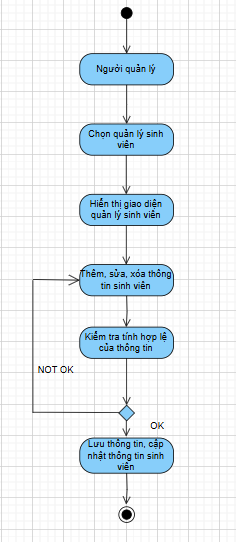 Người quản lý
Chọn quản lý sinh
viên
Hiển thị giao diện
quản lý sinh viên
Thêm, sửa, xóa thông
tin sinh viên
Kiểm tra tính hợp lệ
của thông tin
NOT OK
OK
Lưu thông tin, cập
nhật thông tin sinh
viên